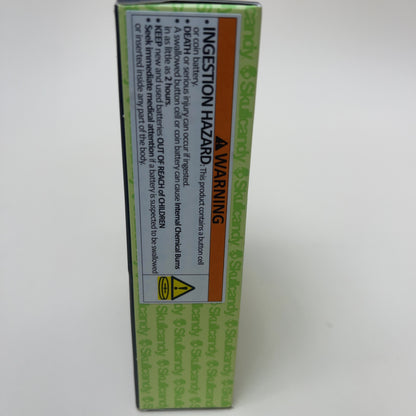 ⚠ WARNING
• INGESTION HAZARD: This product contains a button cell
or coin battery.
• DEATH or serious injury can occur if ingested.
• A swallowed button cell or coin battery can cause Internal Chemical Burns
in as little as 2 hours.
• KEEP new and used batteries OUT OF REACH of CHILDREN
• Seek immediate medical attention if a battery is suspected to be swallowed
or inserted inside any part of the body.
Skullcandy Skullcandy Skullcandy Skullcandy
Skullcandy Skullcandy